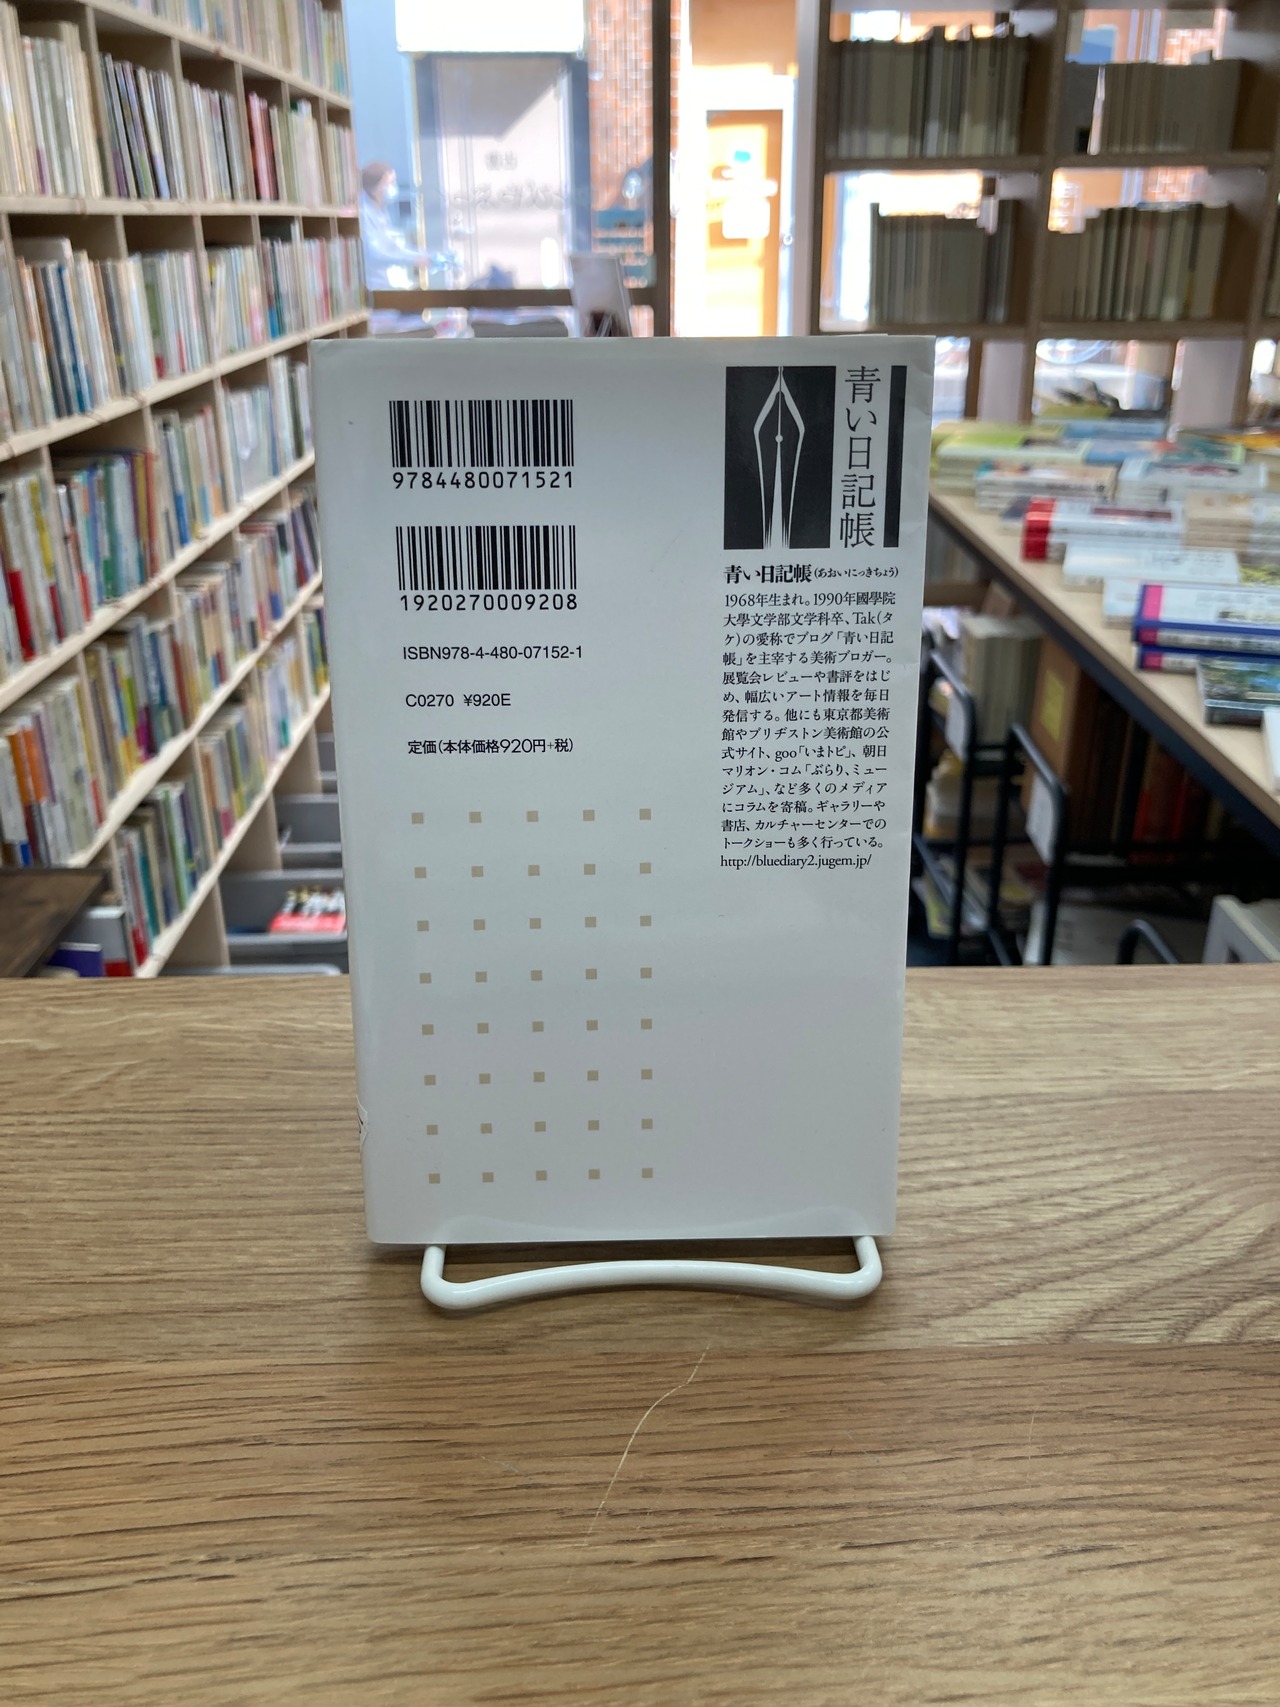 9784480071521
1920270009208
ISBN978-4-480-07152-1
C0270 ¥920E
定価(本体価格920円+税)
青い日記帳
青い日記帳(あおいにっきちょう)
1968年生まれ。1990年國學院
大學文学部文学科卒、Tak(タ
ケ)の愛称でブログ「青い日記
帳」を主宰する美術ブロガー。
展覧会レビューや書評をはじ
め、幅広いアート情報を毎日
発信する。他にも東京都美術
館やブリヂストン美術館の公
式サイト、goo「いまトピ」、朝日
マリオン・コム「ぶらり、ミュー
ジアム」、など多くのメディア
にコラムを寄稿。ギャラリーや
書店、カルチャーセンターでの
トークショーも多く行っている。
http://bluediary2.jugem.jp/